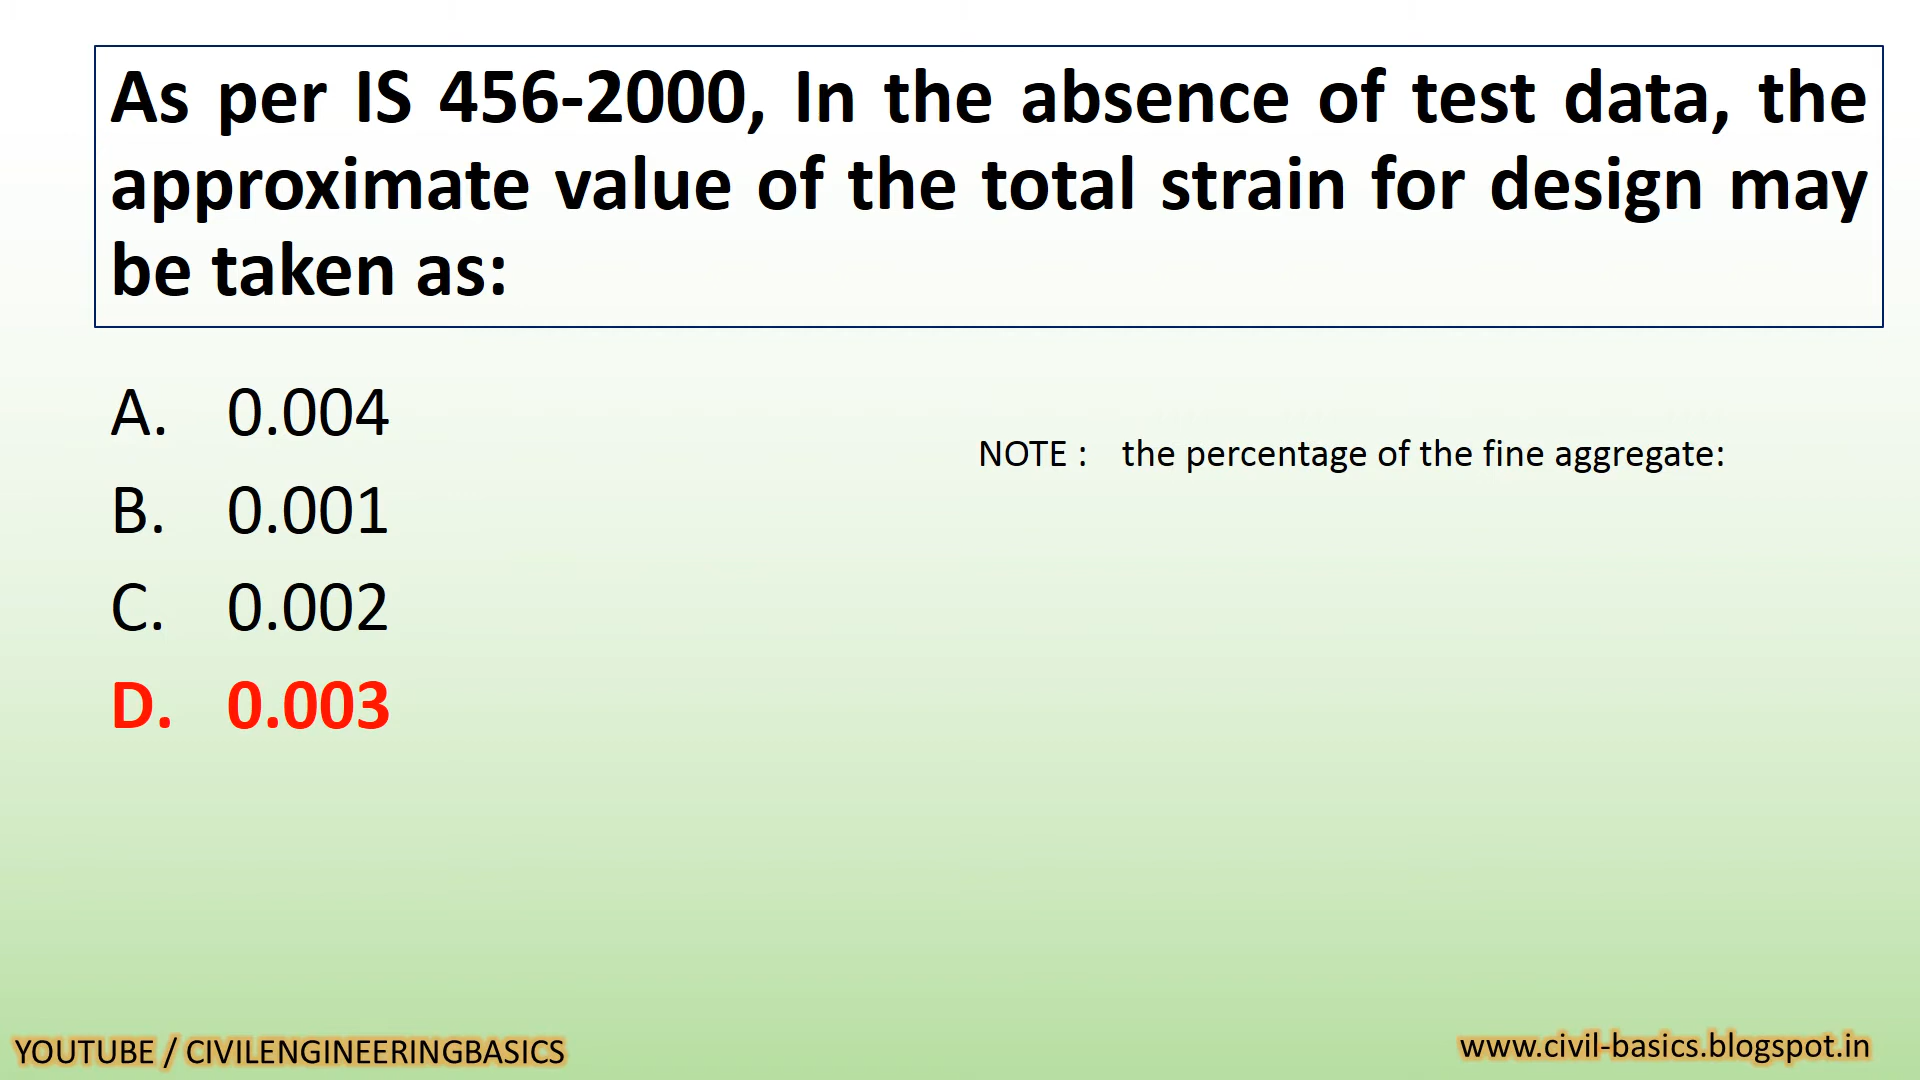 As per IS 456-2000, In the absence of test data, the
approximate value of the total strain for design may
be taken as:
A. 0.004
B. 0.001
C. 0.002
D. 0.003
NOTE : the percentage of the fine aggregate:
YOUTUBE / CIVILENGINEERINGBASICS
www.civil-basics.blogspot.in